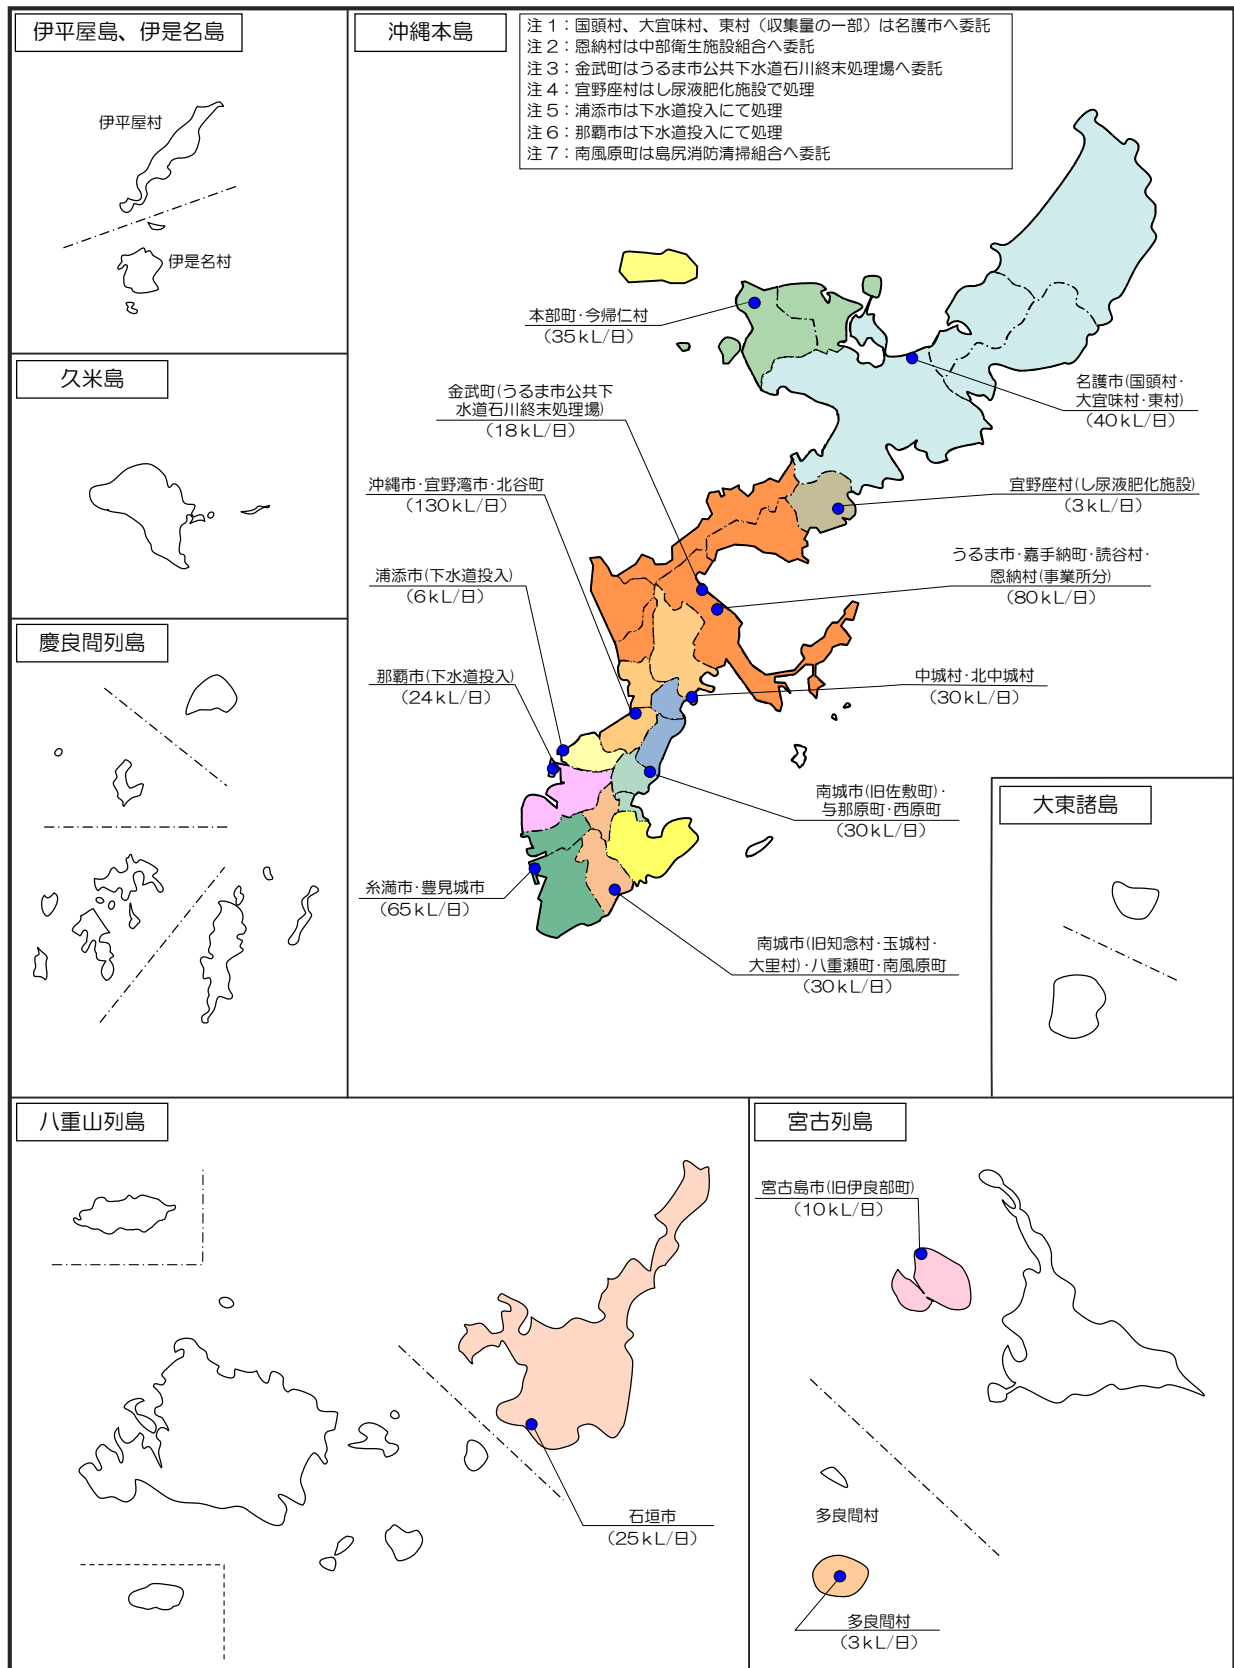 伊平屋島、伊是名島
伊平屋村
伊是名村
久米島
慶良間列島
沖縄本島
注１：国頭村、大宜味村、東村（収集量の一部）は名護市へ委託
注２：恩納村は中部衛生施設組合へ委託
注３：金武町はうるま市公共下水道石川終末処理場へ委託
注４：宜野座村はし尿液肥化施設で処理
注５：浦添市は下水道投入にて処理
注６：那覇市は下水道投入にて処理
注７：南風原町は島尻消防清掃組合へ委託
本部町･今帰仁村
（35ｋL/日）
名護市(国頭村･
大宜味村･東村)
（40ｋL/日）
金武町(うるま市公共下
水道石川終末処理場)
（18ｋL/日）
沖縄市･宜野湾市･北谷町
（130ｋL/日）
宜野座村(し尿液肥化施設)
（3ｋL/日）
うるま市･嘉手納町･読谷村･
恩納村(事業所分)
（80ｋL/日）
浦添市(下水道投入)
（6ｋL/日）
那覇市(下水道投入)
（24ｋL/日）
中城村･北中城村
（30ｋL/日）
南城市(旧佐敷町)･
与那原町･西原町
（30ｋL/日）
糸満市･豊見城市
（65ｋL/日）
南城市(旧知念村･玉城村･
大里村)･八重瀬町･南風原町
（30ｋL/日）
大東諸島
八重山列島
石垣市
（25ｋL/日）
宮古列島
宮古島市(旧伊良部町)
（10ｋL/日）
多良間村
多良間村
（3ｋL/日）